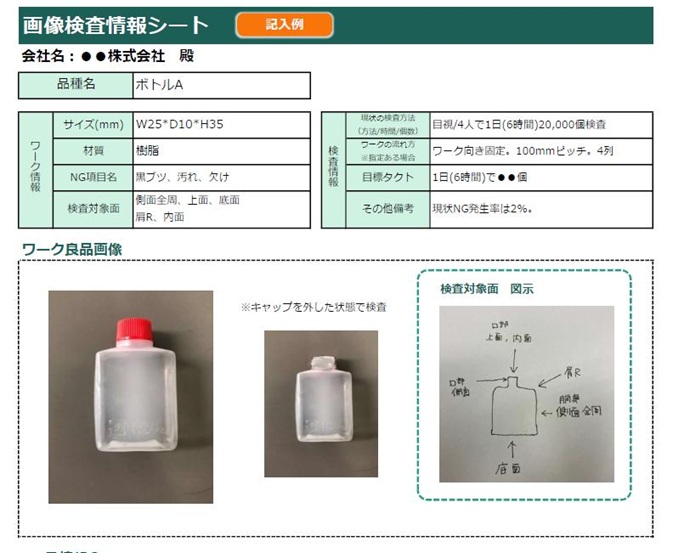 画像検査情報シート
記入例
会社名：●●株式会社　殿
品種名
ボトルA
ワーク情報
サイズ(mm)
W25*D10*H35
材質
樹脂
NG項目名
黒ブツ、汚れ、欠け
検査対象面
側面全周、上面、底面
肩R、内面
検査情報
現状の検査方法
(方法/時間/個数)
目視/4人で1日(6時間)20,000個検査
ワークの流れ方
※指定ある場合
ワーク向き固定。100mmピッチ。4列
目標タクト
1日(6時間)で●●個
その他備考
現状NG発生率は2%。
ワーク良品画像
※キャップを外した状態で検査
検査対象面　図示
口部
上面,内面
口部
側面
肩R
胴部
側面全周
底面